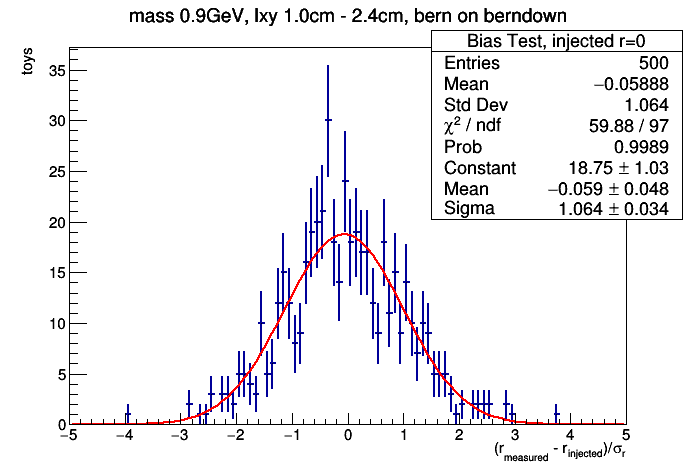 mass 0.9GeV, lxy 1.0cm - 2.4cm, bern on berndown
toys
Bias Test, injected r=0
Entries 500
Mean −0.05888
Std Dev 1.064
χ² / ndf 59.88 / 97
Prob 0.9989
Constant 18.75 ± 1.03
Mean −0.059 ± 0.048
Sigma 1.064 ± 0.034
35
30
25
20
15
10
5
0
−5 −4 −3 −2 −1 0 1 2 3 4 5
(r_measured - r_injected)/σ_r